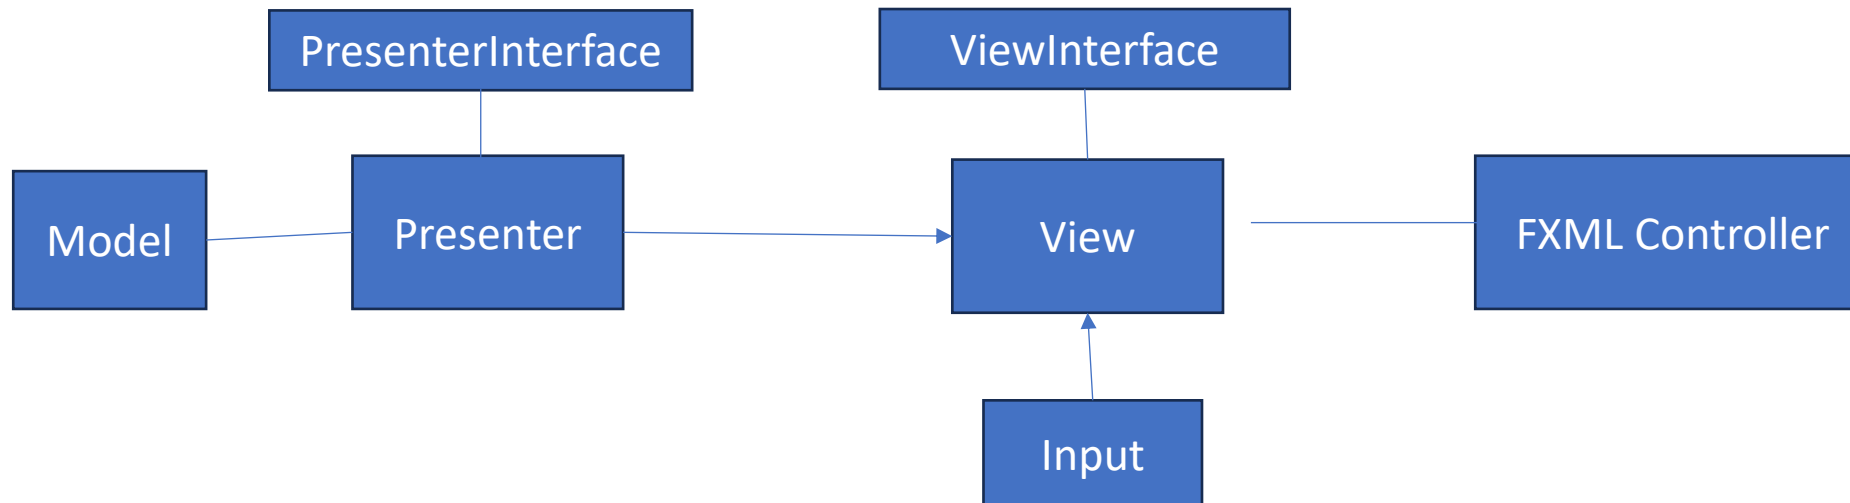 PresenterInterface
ViewInterface
Model
Presenter
View
FXML Controller
Input